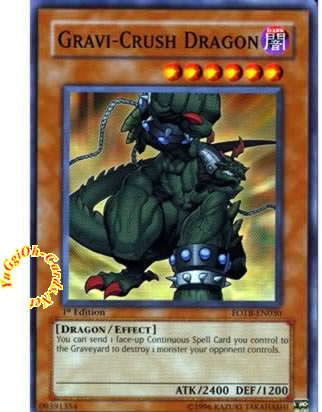 GRAVI-CRUSH DRAGON
DARK
闇
1st Edition
FOTB-EN030
[DRAGON/EFFECT]
You can send 1 face-up Continuous Spell Card you control to
the Graveyard to destroy 1 monster your opponent controls.
ATK/2400 DEF/1200
09391354
©1996 KAZUKI TAKAHASHI